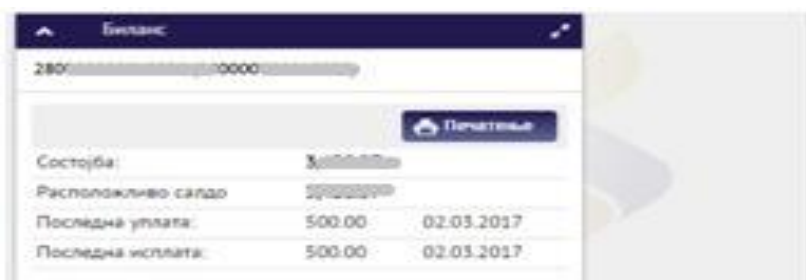 Биланс
280 0000
Печатење
Состојба: 3,
Расположливо салдо
Последна уплата: 500.00 02.03.2017
Последна исплата: 500.00 02.03.2017